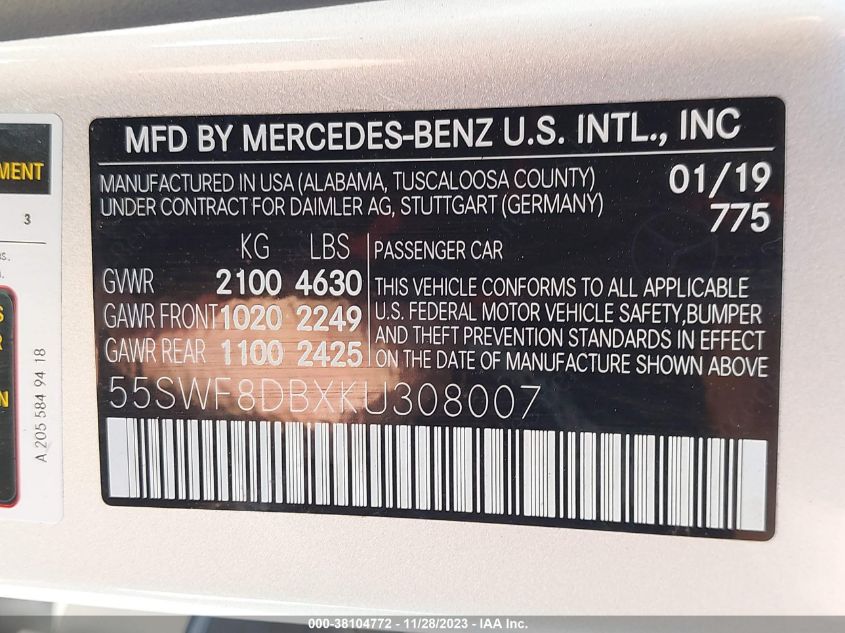 MFD BY MERCEDES-BENZ U.S. INTL., INC
MANUFACTURED IN USA (ALABAMA, TUSCALOOSA COUNTY) 01/19
UNDER CONTRACT FOR DAIMLER AG, STUTTGART (GERMANY) 775
KG LBS PASSENGER CAR
GVWR 2100 4630
GAWR FRONT 1020 2249
GAWR REAR 1100 2425
THIS VEHICLE CONFORMS TO ALL APPLICABLE
U.S. FEDERAL MOTOR VEHICLE SAFETY,BUMPER
AND THEFT PREVENTION STANDARDS IN EFFECT
ON THE DATE OF MANUFACTURE SHOWN ABOVE
55SWF8DBXKU308007
MENT
3
A 205 584 94 18
000-38104772 - 11/28/2023 - IAA Inc.